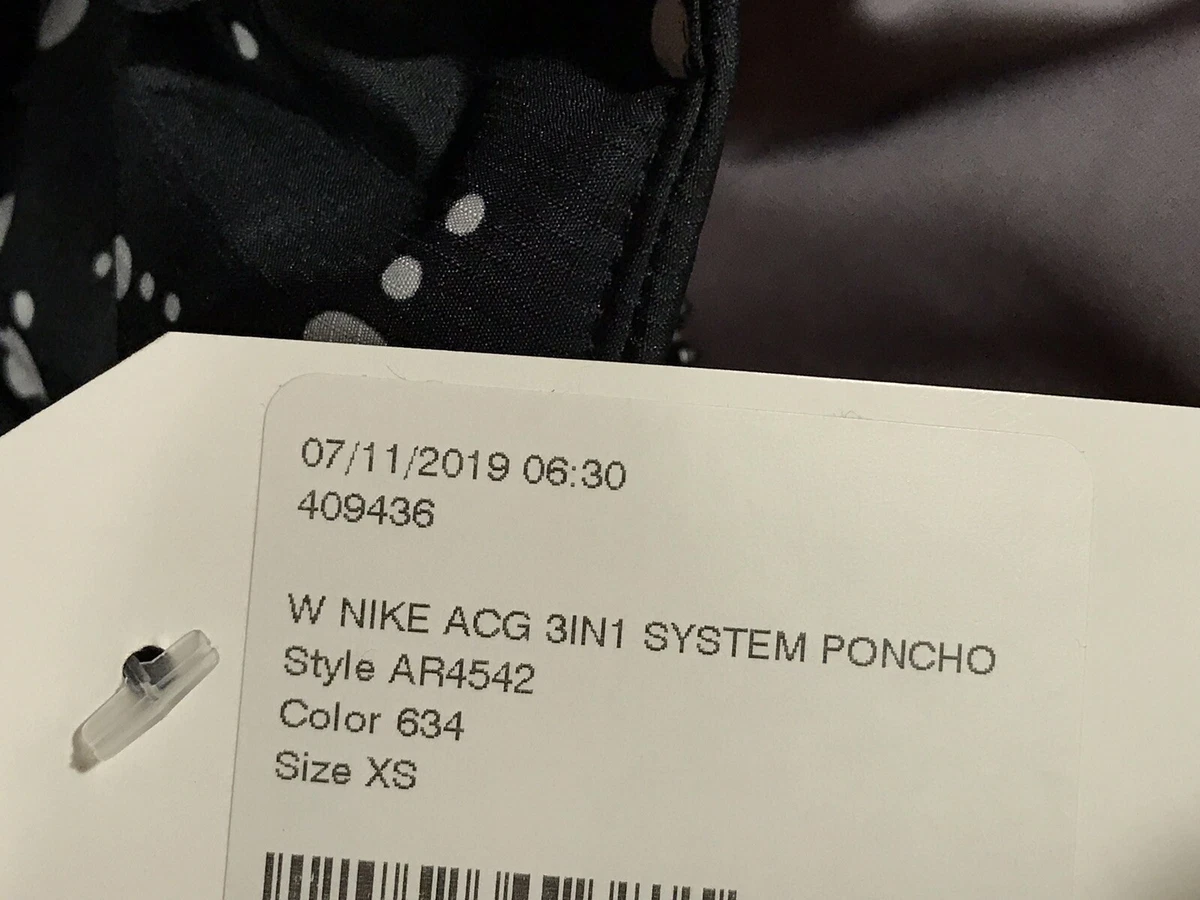 07/11/2019 06:30
409436
W NIKE ACG 3IN1 SYSTEM PONCHO
Style AR4542
Color 634
Size XS